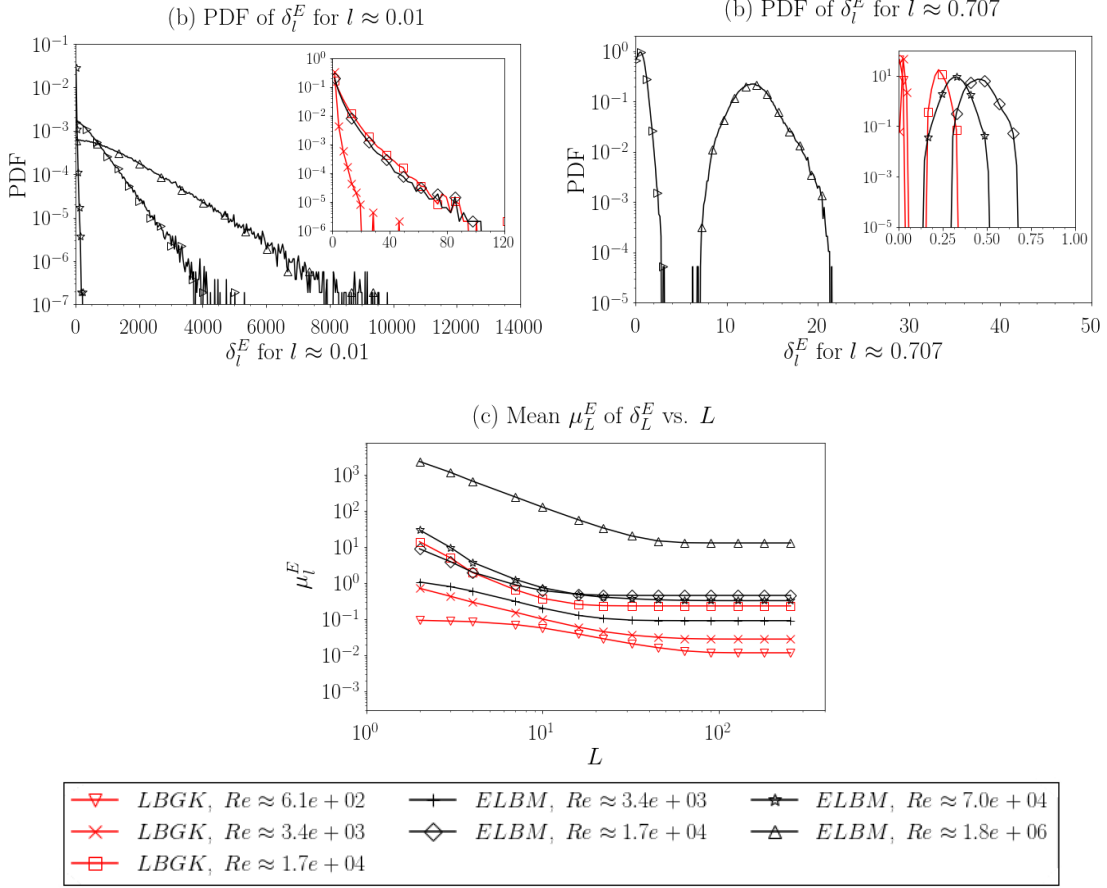 (b) PDF of δ_l^E for l ≈ 0.01
PDF
10^-1
10^-2
10^-3
10^-4
10^-5
10^-6
10^-7
0 2000 4000 6000 8000 10000 12000 14000
δ_l^E for l ≈ 0.01
10^0
10^-1
10^-2
10^-3
10^-4
10^-5
10^-6
0 40 80 120
(b) PDF of δ_l^E for l ≈ 0.707
PDF
10^0
10^-1
10^-2
10^-3
10^-4
10^-5
0 10 20 30 40 50
δ_l^E for l ≈ 0.707
10^1
10^-1
10^-3
10^-5
0.00 0.25 0.50 0.75 1.00
(c) Mean μ_L^E of δ_L^E vs. L
μ_l^E
10^3
10^2
10^1
10^0
10^-1
10^-2
10^-3
10^0 10^1 10^2
L
LBGK, Re ≈ 6.1e + 02
LBGK, Re ≈ 3.4e + 03
LBGK, Re ≈ 1.7e + 04
ELBM, Re ≈ 3.4e + 03
ELBM, Re ≈ 1.7e + 04
ELBM, Re ≈ 7.0e + 04
ELBM, Re ≈ 1.8e + 06